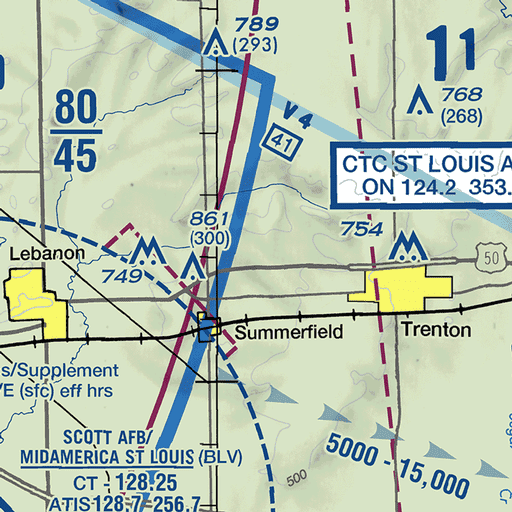 789
(293)
11
768
(268)
V 4
80
45
41
CTC ST LOUIS A
ON 124.2 353.
861
(300)
754
50
Lebanon
749
Summerfield
Trenton
s/Supplement
E (sfc) eff hrs
SCOTT AFB/
MIDAMERICA ST LOUIS (BLV)
CT - 128.25
ATIS 128.7 256.7
5000 - 15,000
500